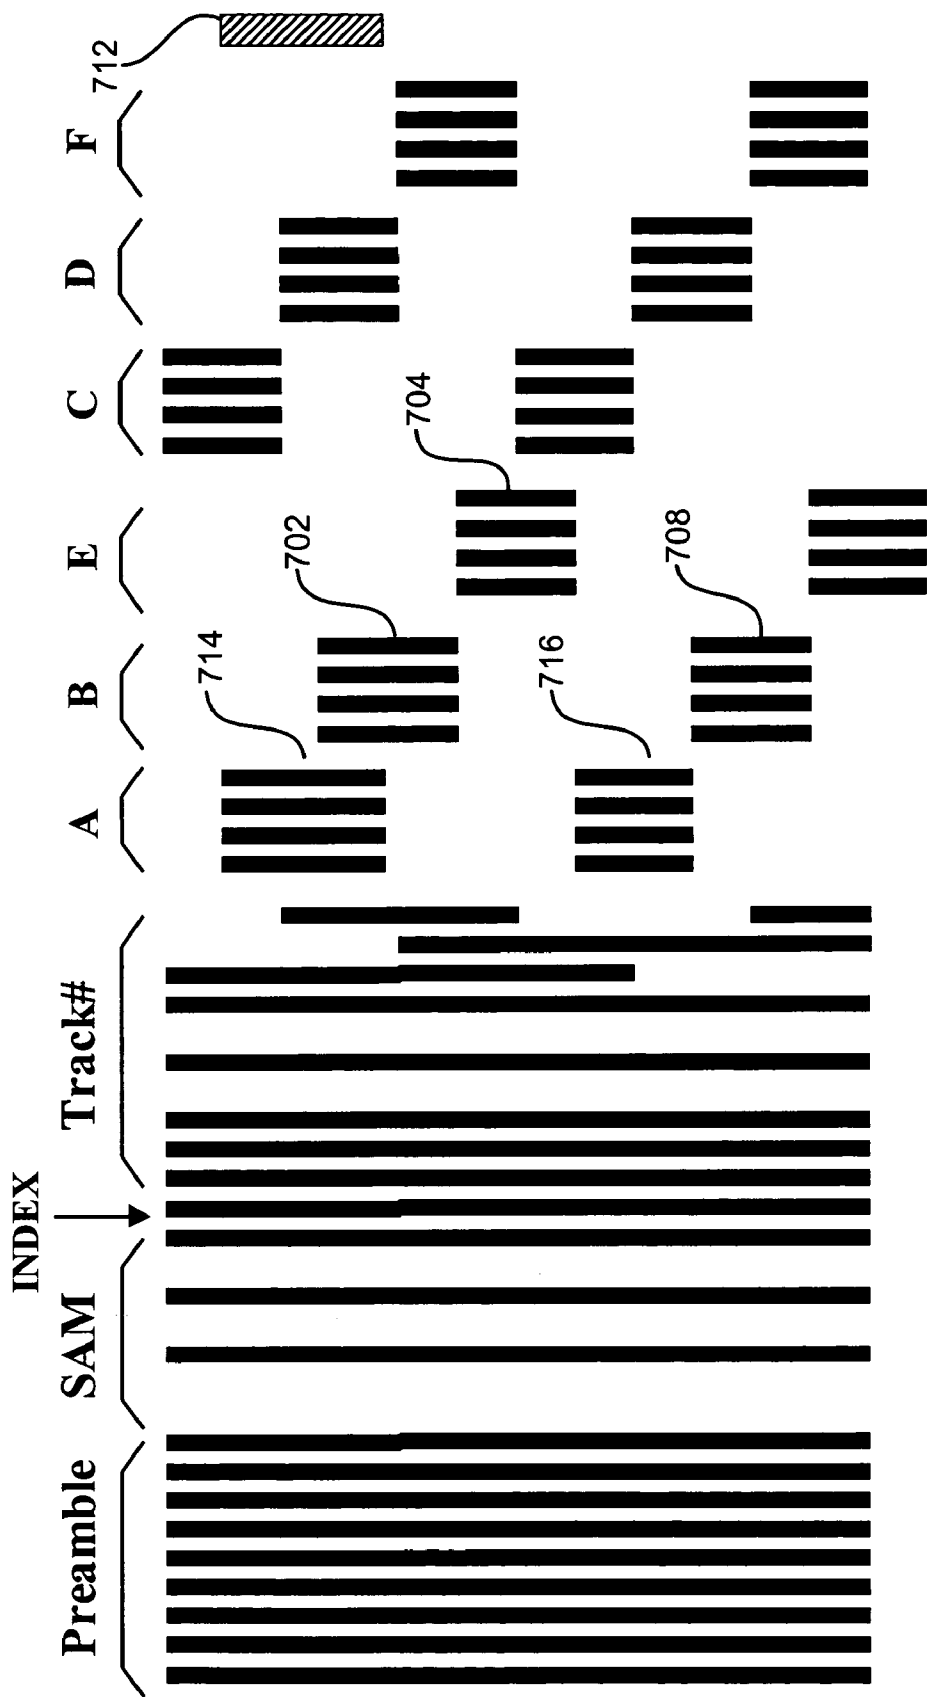 INDEX
Preamble
SAM
Track#
A
B
E
C
D
F
714
702
704
712
716
708